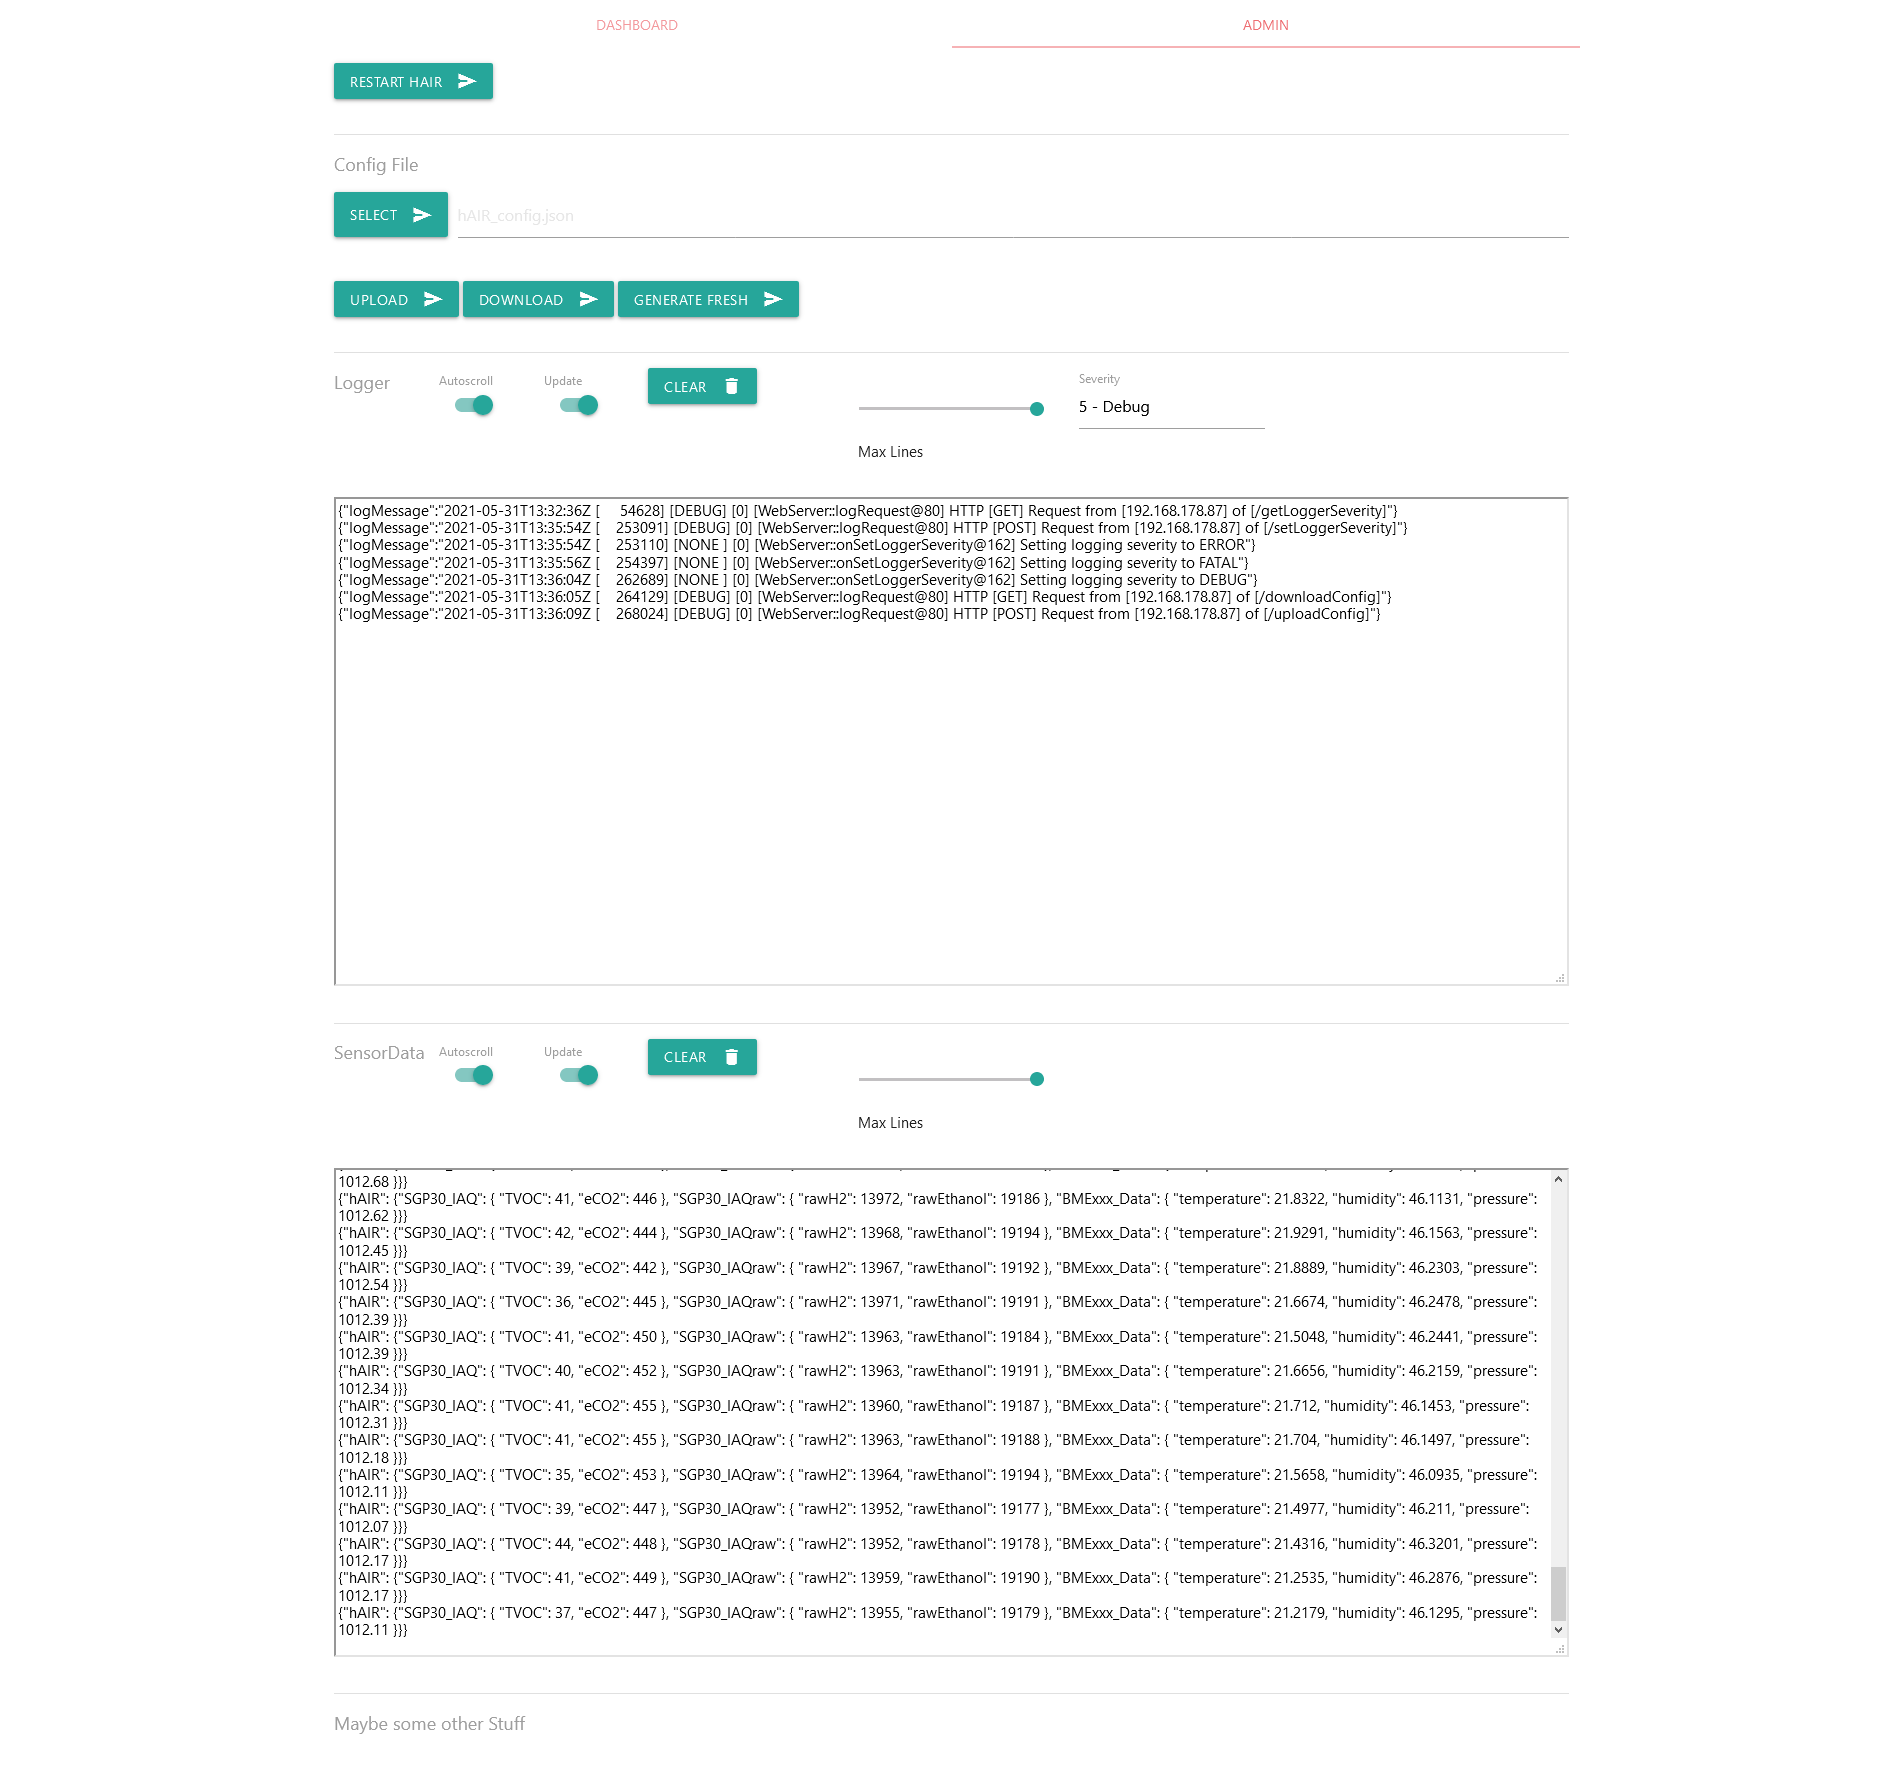 DASHBOARD
ADMIN
RESTART HAIR
Config File
SELECT
hAIR_config.json
UPLOAD
DOWNLOAD
GENERATE FRESH
Logger
Autoscroll
Update
CLEAR
Max Lines
Severity
5 - Debug
{"logMessage":"2021-05-31T13:32:36Z [     54628] [DEBUG] [0] [WebServer::logRequest@80] HTTP [GET] Request from [192.168.178.87] of [/getLoggerSeverity]"}
{"logMessage":"2021-05-31T13:35:54Z [    253091] [DEBUG] [0] [WebServer::logRequest@80] HTTP [POST] Request from [192.168.178.87] of [/setLoggerSeverity]"}
{"logMessage":"2021-05-31T13:35:54Z [    253110] [NONE ] [0] [WebServer::onSetLoggerSeverity@162] Setting logging severity to ERROR"}
{"logMessage":"2021-05-31T13:35:56Z [    254397] [NONE ] [0] [WebServer::onSetLoggerSeverity@162] Setting logging severity to FATAL"}
{"logMessage":"2021-05-31T13:36:04Z [    262689] [NONE ] [0] [WebServer::onSetLoggerSeverity@162] Setting logging severity to DEBUG"}
{"logMessage":"2021-05-31T13:36:05Z [    264129] [DEBUG] [0] [WebServer::logRequest@80] HTTP [GET] Request from [192.168.178.87] of [/downloadConfig]"}
{"logMessage":"2021-05-31T13:36:09Z [    268024] [DEBUG] [0] [WebServer::logRequest@80] HTTP [POST] Request from [192.168.178.87] of [/uploadConfig]"}
SensorData
Autoscroll
Update
CLEAR
Max Lines
1012.68 }}}
{"hAIR": {"SGP30_IAQ": { "TVOC": 41, "eCO2": 446 }, "SGP30_IAQraw": { "rawH2": 13972, "rawEthanol": 19186 }, "BMExxx_Data": { "temperature": 21.8322, "humidity": 46.1131, "pressure":
1012.62 }}}
{"hAIR": {"SGP30_IAQ": { "TVOC": 42, "eCO2": 444 }, "SGP30_IAQraw": { "rawH2": 13968, "rawEthanol": 19194 }, "BMExxx_Data": { "temperature": 21.9291, "humidity": 46.1563, "pressure":
1012.45 }}}
{"hAIR": {"SGP30_IAQ": { "TVOC": 39, "eCO2": 442 }, "SGP30_IAQraw": { "rawH2": 13967, "rawEthanol": 19192 }, "BMExxx_Data": { "temperature": 21.8889, "humidity": 46.2303, "pressure":
1012.54 }}}
{"hAIR": {"SGP30_IAQ": { "TVOC": 36, "eCO2": 445 }, "SGP30_IAQraw": { "rawH2": 13971, "rawEthanol": 19191 }, "BMExxx_Data": { "temperature": 21.6674, "humidity": 46.2478, "pressure":
1012.39 }}}
{"hAIR": {"SGP30_IAQ": { "TVOC": 41, "eCO2": 450 }, "SGP30_IAQraw": { "rawH2": 13963, "rawEthanol": 19184 }, "BMExxx_Data": { "temperature": 21.5048, "humidity": 46.2441, "pressure":
1012.39 }}}
{"hAIR": {"SGP30_IAQ": { "TVOC": 40, "eCO2": 452 }, "SGP30_IAQraw": { "rawH2": 13963, "rawEthanol": 19191 }, "BMExxx_Data": { "temperature": 21.6656, "humidity": 46.2159, "pressure":
1012.34 }}}
{"hAIR": {"SGP30_IAQ": { "TVOC": 41, "eCO2": 455 }, "SGP30_IAQraw": { "rawH2": 13960, "rawEthanol": 19187 }, "BMExxx_Data": { "temperature": 21.712, "humidity": 46.1453, "pressure":
1012.31 }}}
{"hAIR": {"SGP30_IAQ": { "TVOC": 41, "eCO2": 455 }, "SGP30_IAQraw": { "rawH2": 13963, "rawEthanol": 19188 }, "BMExxx_Data": { "temperature": 21.704, "humidity": 46.1497, "pressure":
1012.18 }}}
{"hAIR": {"SGP30_IAQ": { "TVOC": 35, "eCO2": 453 }, "SGP30_IAQraw": { "rawH2": 13964, "rawEthanol": 19194 }, "BMExxx_Data": { "temperature": 21.5658, "humidity": 46.0935, "pressure":
1012.11 }}}
{"hAIR": {"SGP30_IAQ": { "TVOC": 39, "eCO2": 447 }, "SGP30_IAQraw": { "rawH2": 13952, "rawEthanol": 19177 }, "BMExxx_Data": { "temperature": 21.4977, "humidity": 46.211, "pressure":
1012.07 }}}
{"hAIR": {"SGP30_IAQ": { "TVOC": 44, "eCO2": 448 }, "SGP30_IAQraw": { "rawH2": 13952, "rawEthanol": 19178 }, "BMExxx_Data": { "temperature": 21.4316, "humidity": 46.3201, "pressure":
1012.17 }}}
{"hAIR": {"SGP30_IAQ": { "TVOC": 41, "eCO2": 449 }, "SGP30_IAQraw": { "rawH2": 13959, "rawEthanol": 19190 }, "BMExxx_Data": { "temperature": 21.2535, "humidity": 46.2876, "pressure":
1012.17 }}}
{"hAIR": {"SGP30_IAQ": { "TVOC": 37, "eCO2": 447 }, "SGP30_IAQraw": { "rawH2": 13955, "rawEthanol": 19179 }, "BMExxx_Data": { "temperature": 21.2179, "humidity": 46.1295, "pressure":
1012.11 }}}
Maybe some other Stuff